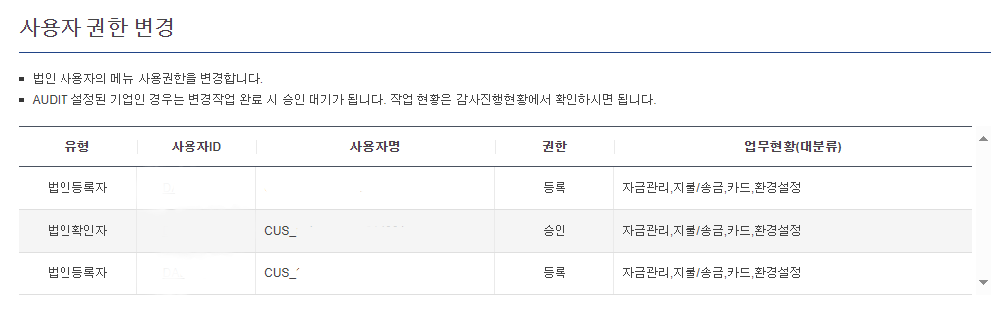 사용자 권한 변경
법인 사용자의 메뉴 사용권한을 변경합니다.
AUDIT 설정된 기업인 경우는 변경작업 완료 시 승인 대기가 됩니다. 작업 현황은 감사진행현황에서 확인하시면 됩니다.
유형 사용자ID 사용자명 권한 업무현황(대분류)
법인등록자 등록 자금관리,지불/송금,카드,환경설정
법인확인자 CUS_ 승인 자금관리,지불/송금,카드,환경설정
법인등록자 CUS_ 등록 자금관리,지불/송금,카드,환경설정